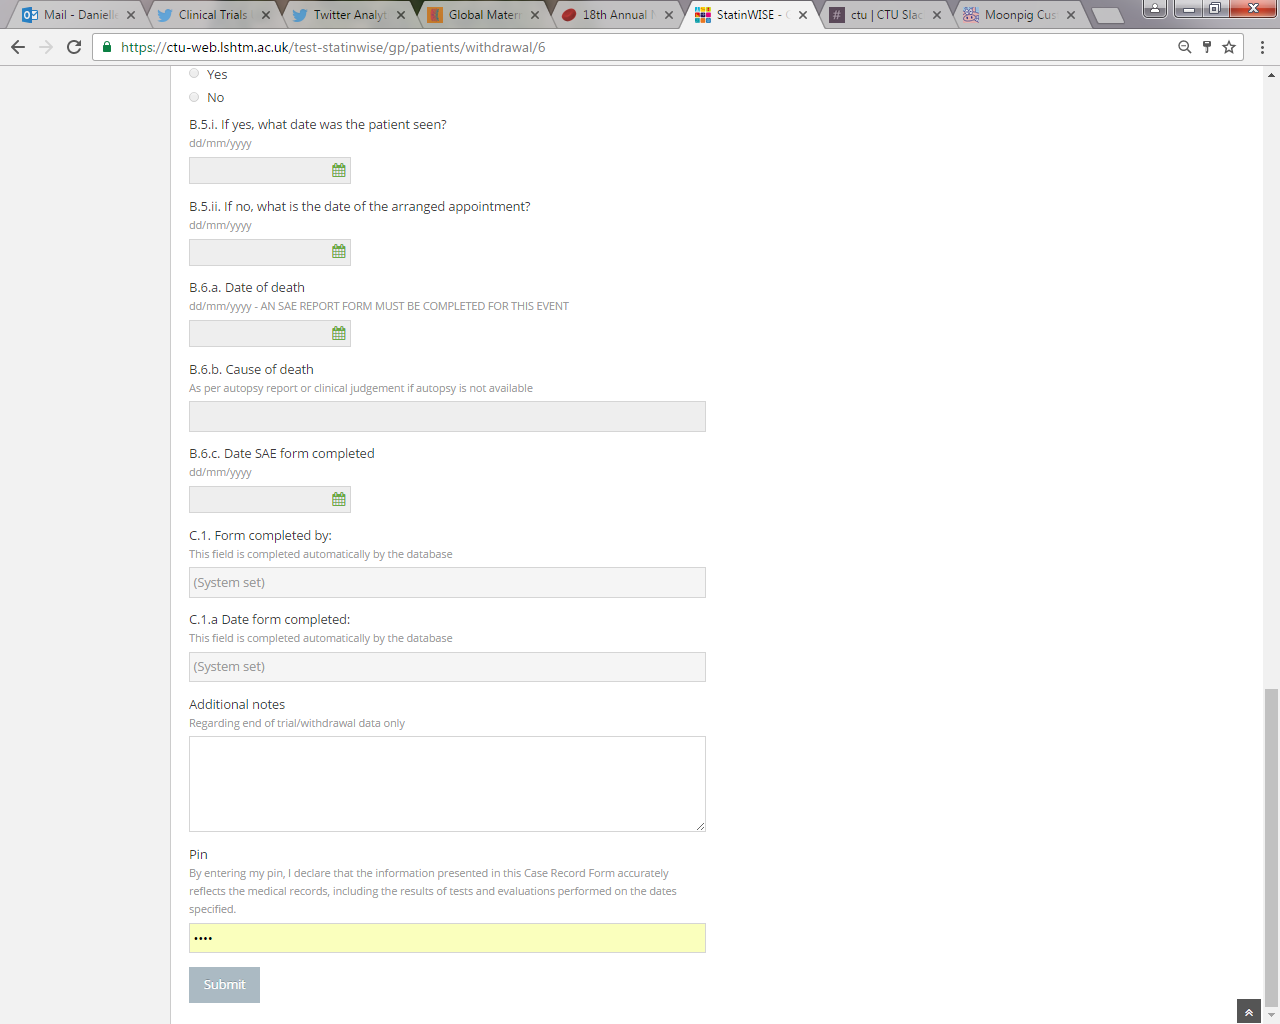 Mail - Danielle
Clinical Trials
Twitter Analyt
Global Matern
18th Annual
StatinWISE -
ctu | CTU Slac
Moonpig Cus
https://ctu-web.lshtm.ac.uk/test-statinwise/gp/patients/withdrawal/6
Yes
No
B.5.i. If yes, what date was the patient seen?
dd/mm/yyyy
B.5.ii. If no, what is the date of the arranged appointment?
dd/mm/yyyy
B.6.a. Date of death
dd/mm/yyyy - AN SAE REPORT FORM MUST BE COMPLETED FOR THIS EVENT
B.6.b. Cause of death
As per autopsy report or clinical judgement if autopsy is not available
B.6.c. Date SAE form completed
dd/mm/yyyy
C.1. Form completed by:
This field is completed automatically by the database
(System set)
C.1.a Date form completed:
This field is completed automatically by the database
(System set)
Additional notes
Regarding end of trial/withdrawal data only
Pin
By entering my pin, I declare that the information presented in this Case Record Form accurately
reflects the medical records, including the results of tests and evaluations performed on the dates
specified.
••••
Submit